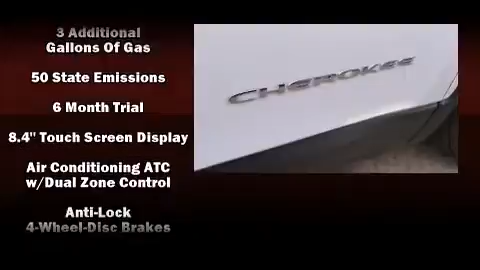 3 Additional
Gallons Of Gas
50 State Emissions
6 Month Trial
8.4" Touch Screen Display
Air Conditioning ATC
w/Dual Zone Control
Anti-Lock
4-Wheel-Disc Brakes
CHEROKEE